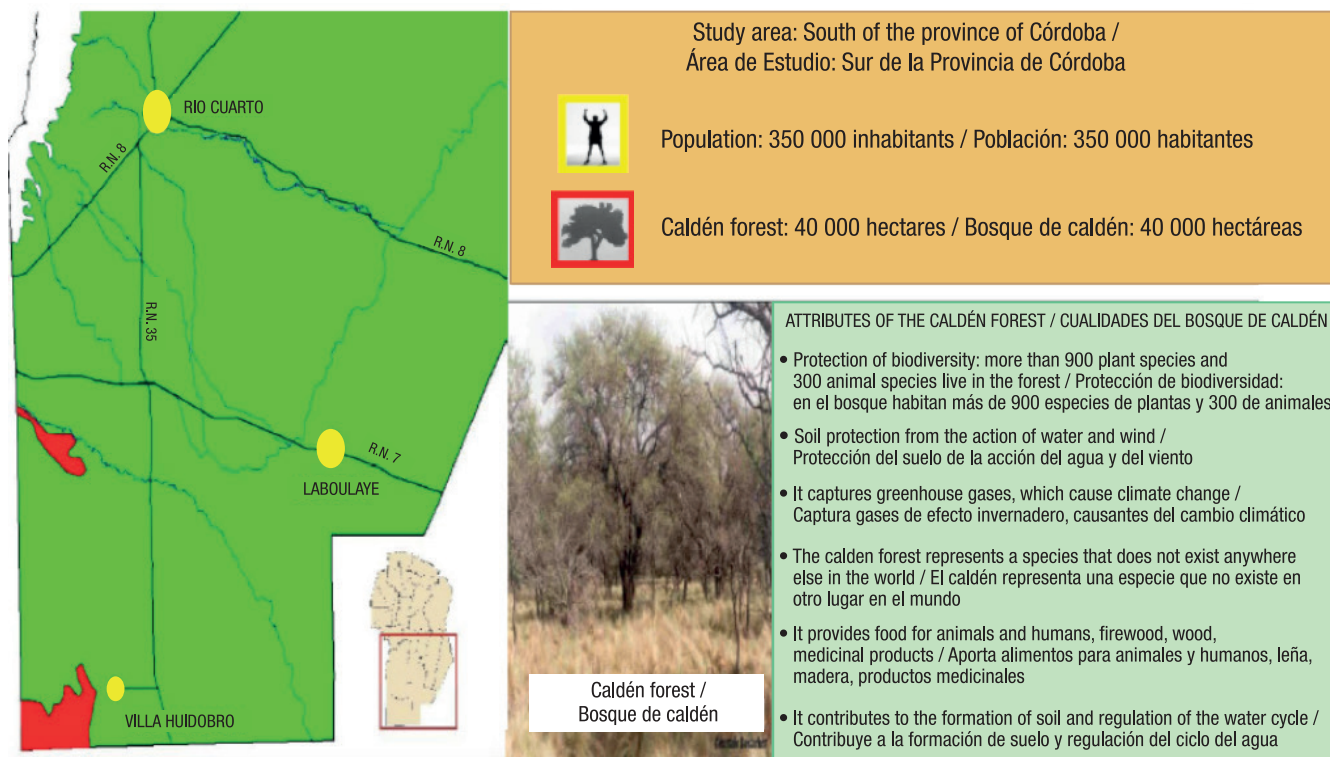 RIO CUARTO
R.N. 8
R.N. 8
R.N. 35
R.N. 7
LABOULAYE
VILLA HUIDOBRO
Study area: South of the province of Córdoba /
Área de Estudio: Sur de la Provincia de Córdoba
Population: 350 000 inhabitants / Población: 350 000 habitantes
Caldén forest: 40 000 hectares / Bosque de caldén: 40 000 hectáreas
Caldén forest /
Bosque de caldén
ATTRIBUTES OF THE CALDÉN FOREST / CUALIDADES DEL BOSQUE DE CALDÉN
• Protection of biodiversity: more than 900 plant species and
300 animal species live in the forest / Protección de biodiversidad:
en el bosque habitan más de 900 especies de plantas y 300 de animales
• Soil protection from the action of water and wind /
Protección del suelo de la acción del agua y del viento
• It captures greenhouse gases, which cause climate change /
Captura gases de efecto invernadero, causantes del cambio climático
• The calden forest represents a species that does not exist anywhere
else in the world / El caldén representa una especie que no existe en
otro lugar en el mundo
• It provides food for animals and humans, firewood, wood,
medicinal products / Aporta alimentos para animales y humanos, leña,
madera, productos medicinales
• It contributes to the formation of soil and regulation of the water cycle /
Contribuye a la formación de suelo y regulación del ciclo del agua